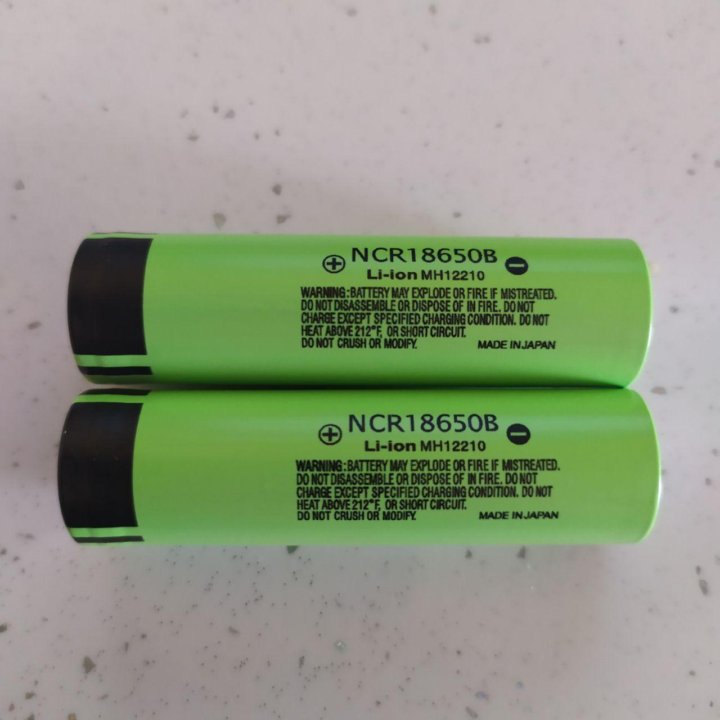 ⊕ NCR18650B ⊖
Li-ion MH12210
WARNING:BATTERY MAY EXPLODE OR FIRE IF MISTREATED.
DO NOT DISASSEMBLE OR DISPOSE OF IN FIRE. DO NOT
CHARGE EXCEPT SPECIFIED CHARGING CONDITION. DO NOT
HEAT ABOVE 212°F, OR SHORT CIRCUIT.
DO NOT CRUSH OR MODIFY. MADE IN JAPAN
⊕ NCR18650B ⊖
Li-ion MH12210
WARNING:BATTERY MAY EXPLODE OR FIRE IF MISTREATED.
DO NOT DISASSEMBLE OR DISPOSE OF IN FIRE. DO NOT
CHARGE EXCEPT SPECIFIED CHARGING CONDITION. DO NOT
HEAT ABOVE 212°F, OR SHORT CIRCUIT.
DO NOT CRUSH OR MODIFY. MADE IN JAPAN